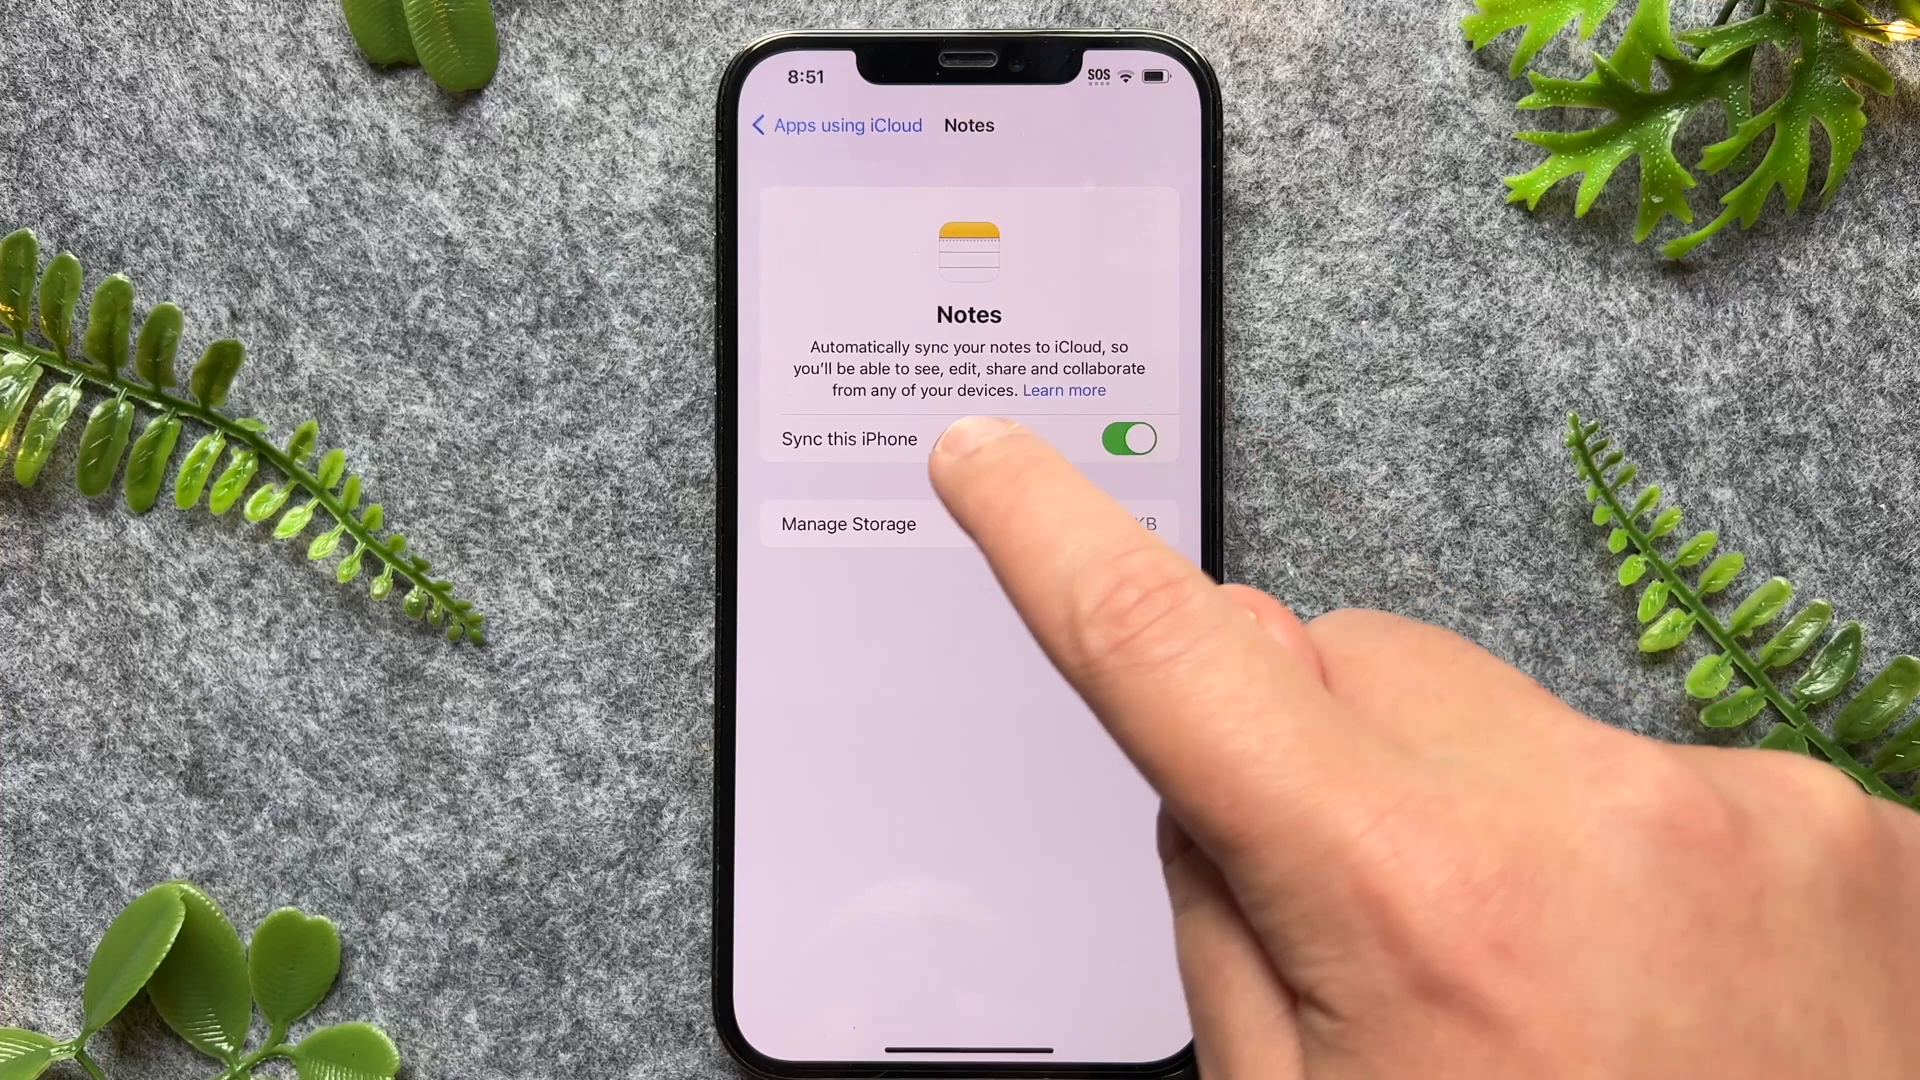 8:51
SOS
Apps using iCloud
Notes
Notes
Automatically sync your notes to iCloud, so
you'll be able to see, edit, share and collaborate
from any of your devices. Learn more
Sync this iPhone
Manage Storage
KB